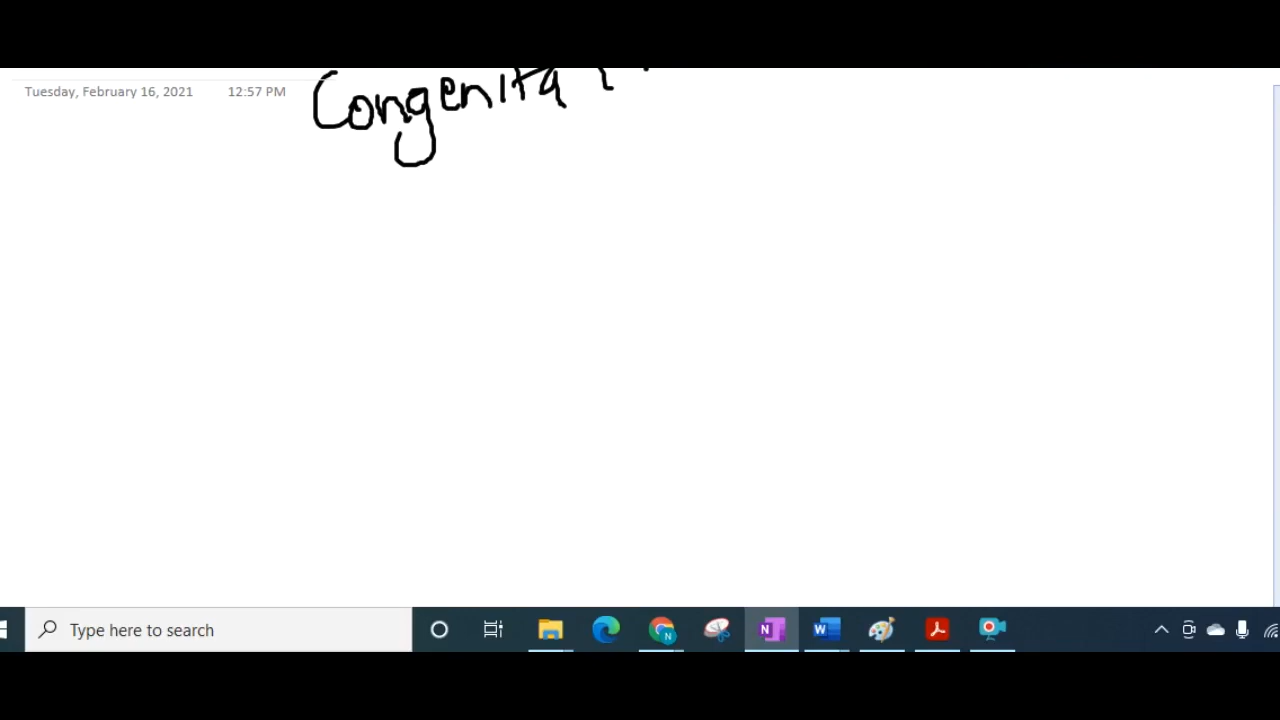 Congenita
Tuesday, February 16, 2021 12:57 PM
Type here to search